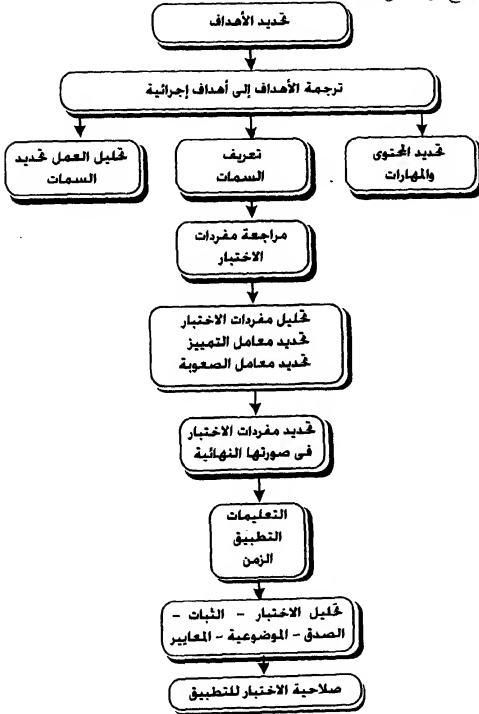 تحديد الأهداف
ترجمة الأهداف إلى أهداف إجرائية
تحديد المحتوى
والمهارات
تعريف
السمات
تحليل العمل تحديد
السمات
مراجعة مفردات
الاختبار
تحليل مفردات الاختبار
تحديد معامل التمييز
تحديد معامل الصعوبة
تحديد مفردات الاختبار
فى صورتها النهائية
التعليمات
التطبيق
الزمن
تحليل الاختبار - الثبات -
الصدق - الموضوعية - المعايير
صلاحية الاختبار للتطبيق